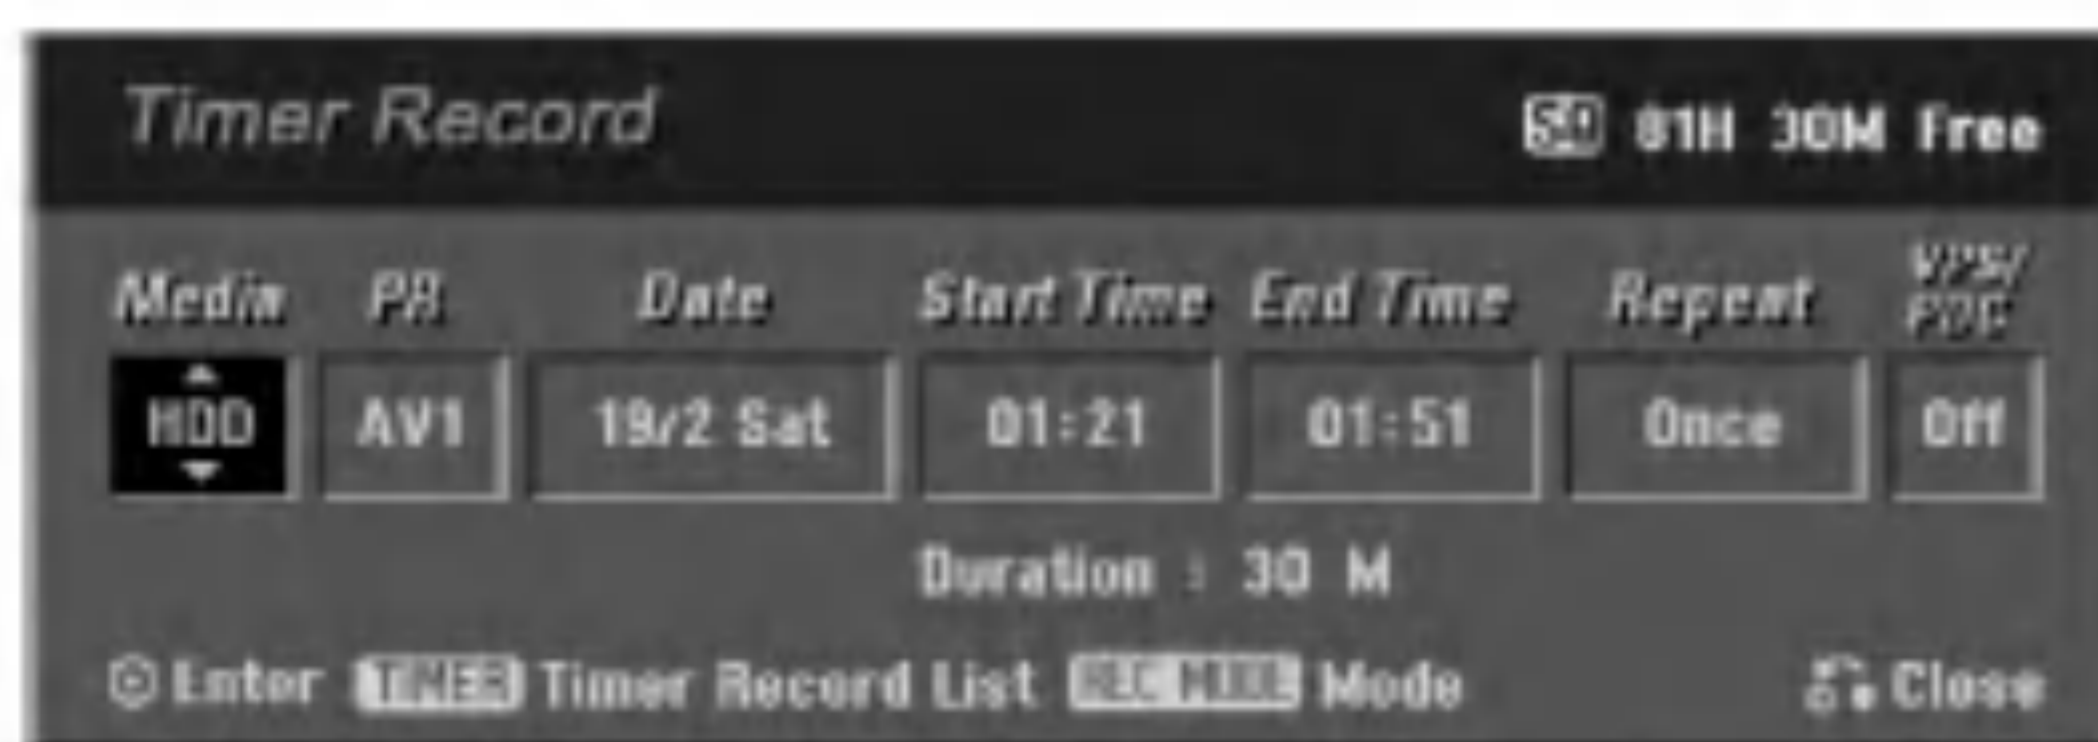 Timer Record
SQ 81H 30M Free
Media PR Date Start Time End Time Repeat VPS/
PDC
HDD AV1 19/2 Sat 01:21 01:51 Once Off
Duration : 30 M
Enter TIMER Timer Record List REC MODE Mode Close